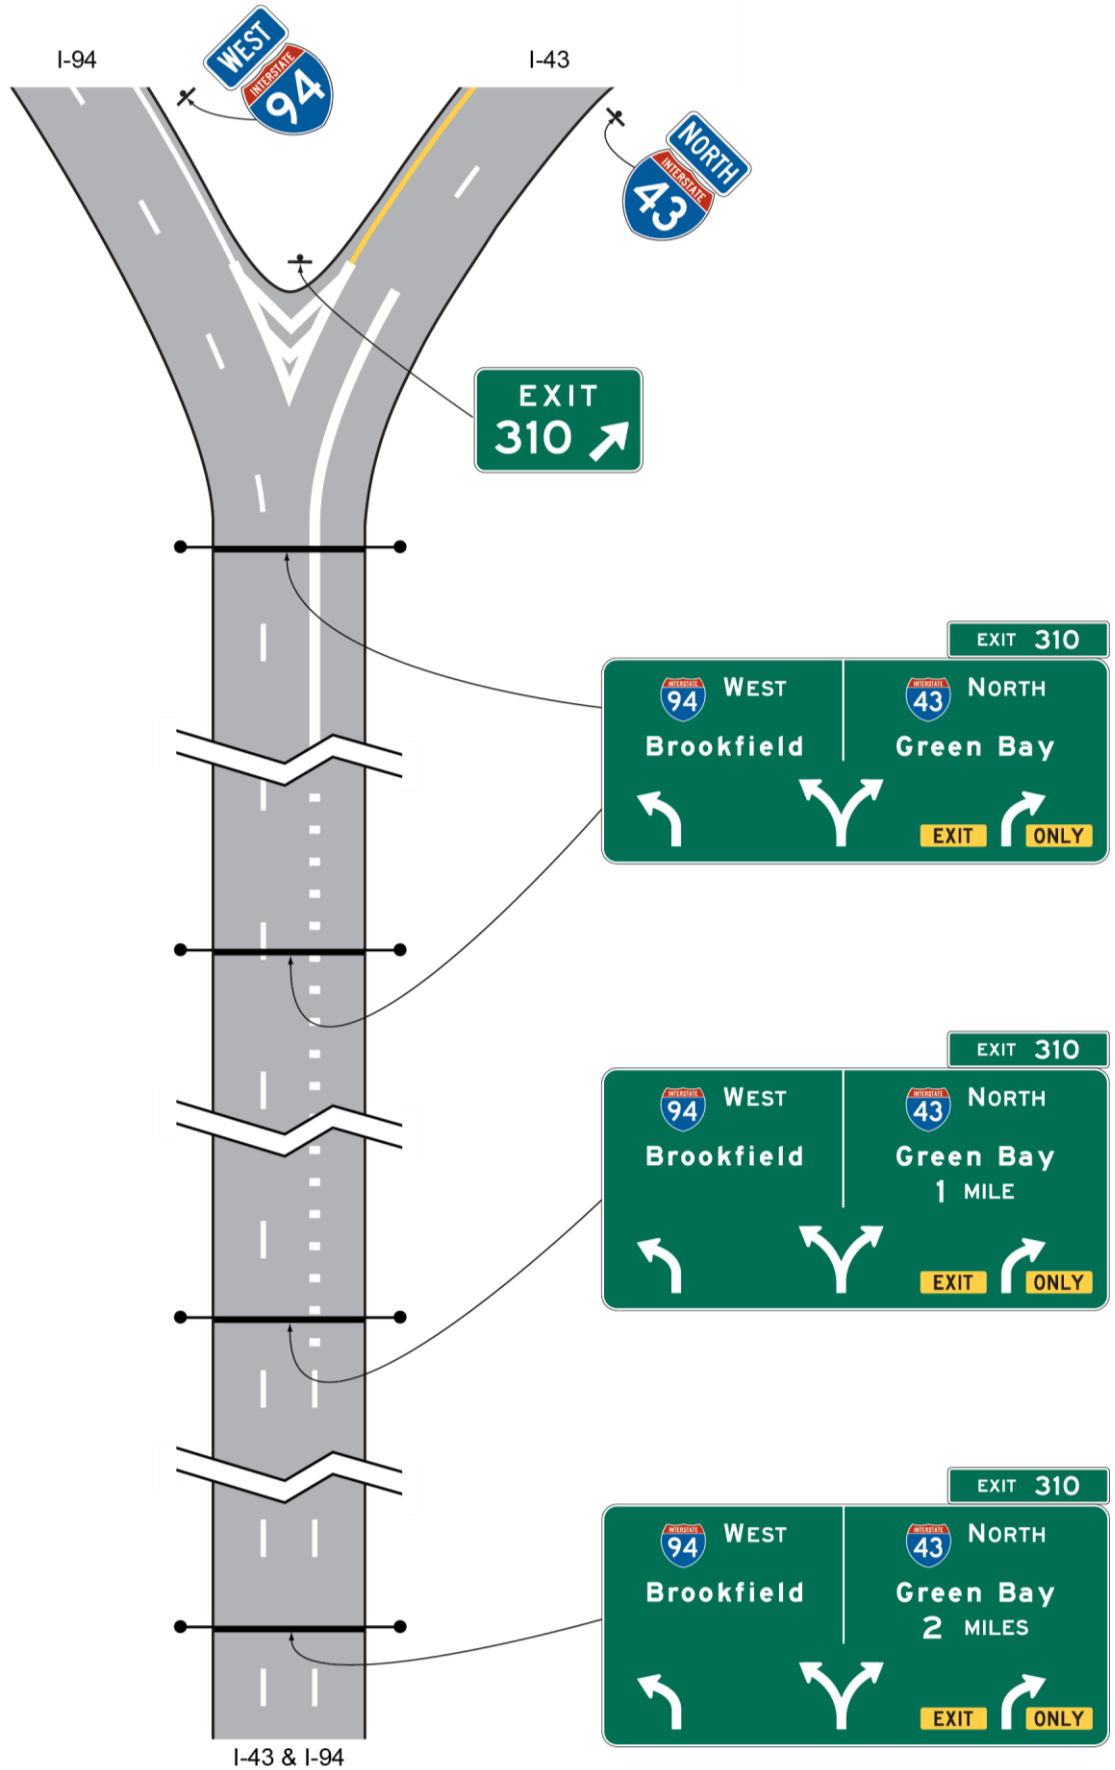 I-94
WEST
INTERSTATE
94
I-43
NORTH
INTERSTATE
43
EXIT
310
EXIT 310
INTERSTATE
94 WEST
Brookfield
INTERSTATE
43 NORTH
Green Bay
EXIT ONLY
EXIT 310
INTERSTATE
94 WEST
Brookfield
INTERSTATE
43 NORTH
Green Bay
1 MILE
EXIT ONLY
EXIT 310
INTERSTATE
94 WEST
Brookfield
INTERSTATE
43 NORTH
Green Bay
2 MILES
EXIT ONLY
I-43 & I-94